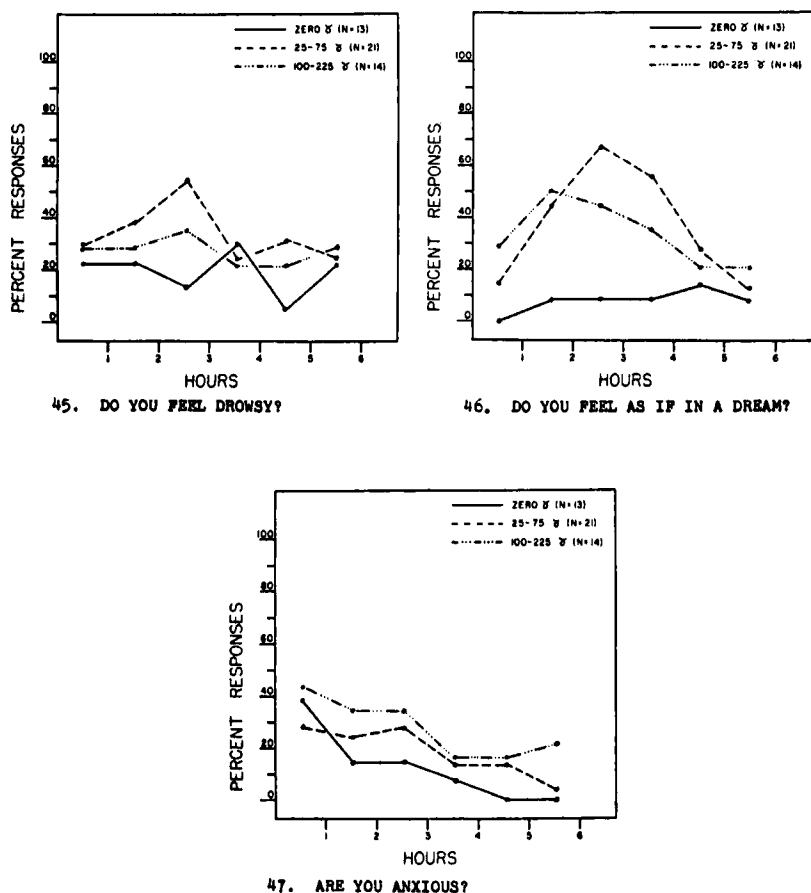 ZERO ɤ (N=13)
25-75 ɤ (N=21)
100-225 ɤ (N=14)
PERCENT RESPONSES
100
80
60
40
20
0
1 2 3 4 5 6
HOURS
45. DO YOU FEEL DROWSY?
ZERO ɤ (N=13)
25-75 ɤ (N=21)
100-225 ɤ (N=14)
PERCENT RESPONSES
100
80
60
40
20
0
1 2 3 4 5 6
HOURS
46. DO YOU FEEL AS IF IN A DREAM?
ZERO ɤ (N=13)
25-75 ɤ (N=21)
100-225 ɤ (N=14)
PERCENT RESPONSES
100
80
60
40
20
0
1 2 3 4 5 6
HOURS
47. ARE YOU ANXIOUS?